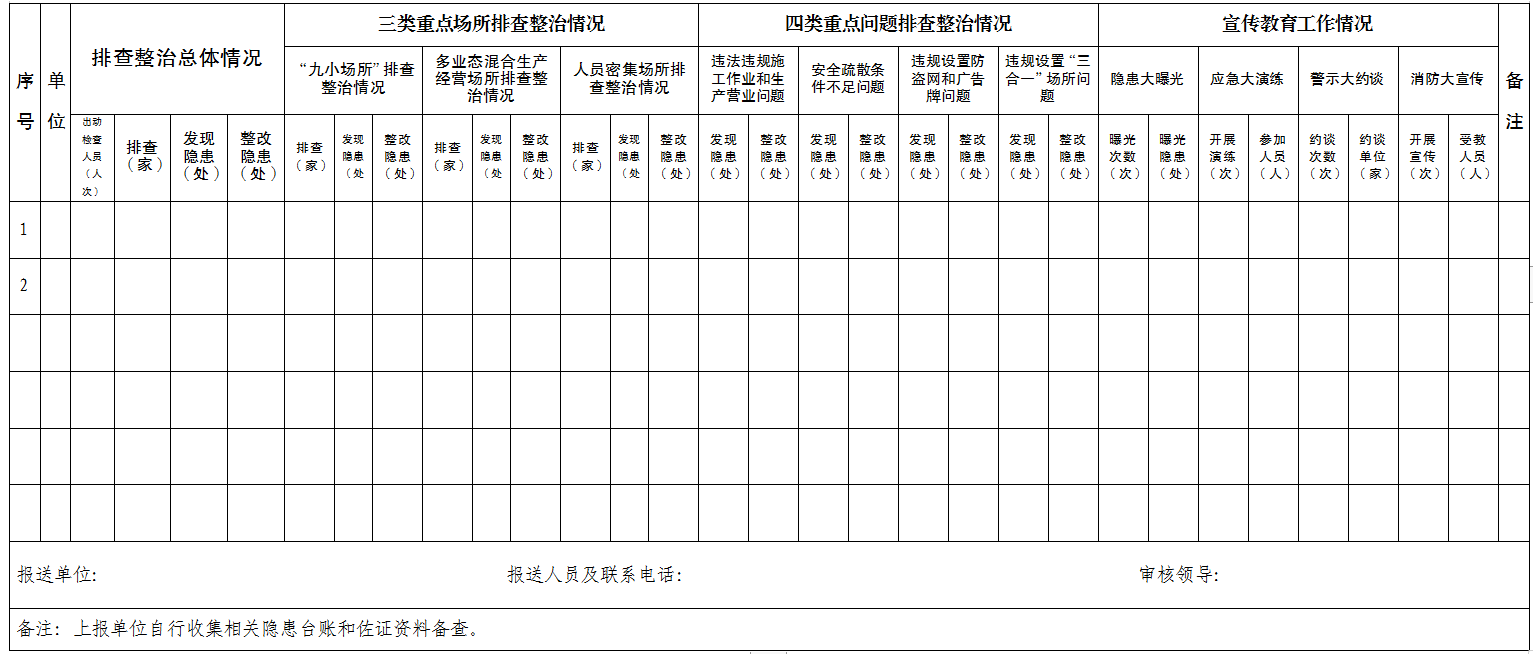 序号
单位
排查整治总体情况
三类重点场所排查整治情况
四类重点问题排查整治情况
宣传教育工作情况
备注
“九小场所”排查
整治情况
多业态混合生产
经营场所排查整
治情况
人员密集场所排
查整治情况
违法违规施
工作业和生
产营业问题
安全疏散条
件不足问题
违规设置防
盗网和广告
牌问题
违规设置“三
合一”场所问
题
隐患大曝光
应急大演练
警示大约谈
消防大宣传
出动
检查
人员
（人
次）
排查
（家）
发现
隐患
（处）
整改
隐患
（处）
排查
（家）
发现
隐患
（处
整改
隐患
（处）
排查
（家）
发现
隐患
（处
整改
隐患
（处）
排查
（家）
发现
隐患
（处
整改
隐患
（处）
发现
隐患
（处）
整改
隐患
（处）
发现
隐患
（处）
整改
隐患
（处）
发现
隐患
（处）
整改
隐患
（处）
发现
隐患
（处）
整改
隐患
（处）
曝光
次数
（次）
曝光
隐患
（处）
开展
演练
（次）
参加
人员
（人）
约谈
次数
（次）
约谈
单位
（家）
开展
宣传
（次）
受教
人员
（人）
1
2
报送单位：
报送人员及联系电话：
审核领导：
备注：上报单位自行收集相关隐患台账和佐证资料备查。